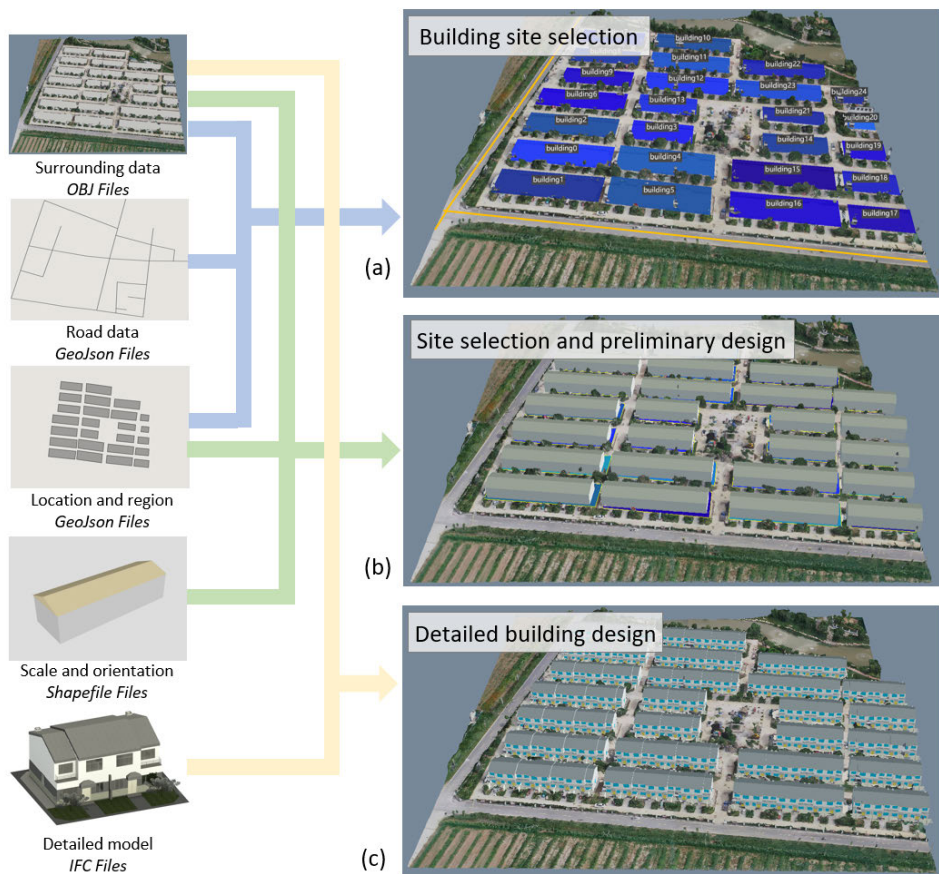 Surrounding data
OBJ Files
Road data
GeoJson Files
Location and region
GeoJson Files
Scale and orientation
Shapefile Files
Detailed model
IFC Files
(a)
Building site selection
building10
building11
building22
building9
building12
building23
building24
building6
building13
building21
building20
building2
building3
building14
building19
building0
building4
building15
building18
building1
building5
building16
building17
(b)
Site selection and preliminary design
(c)
Detailed building design